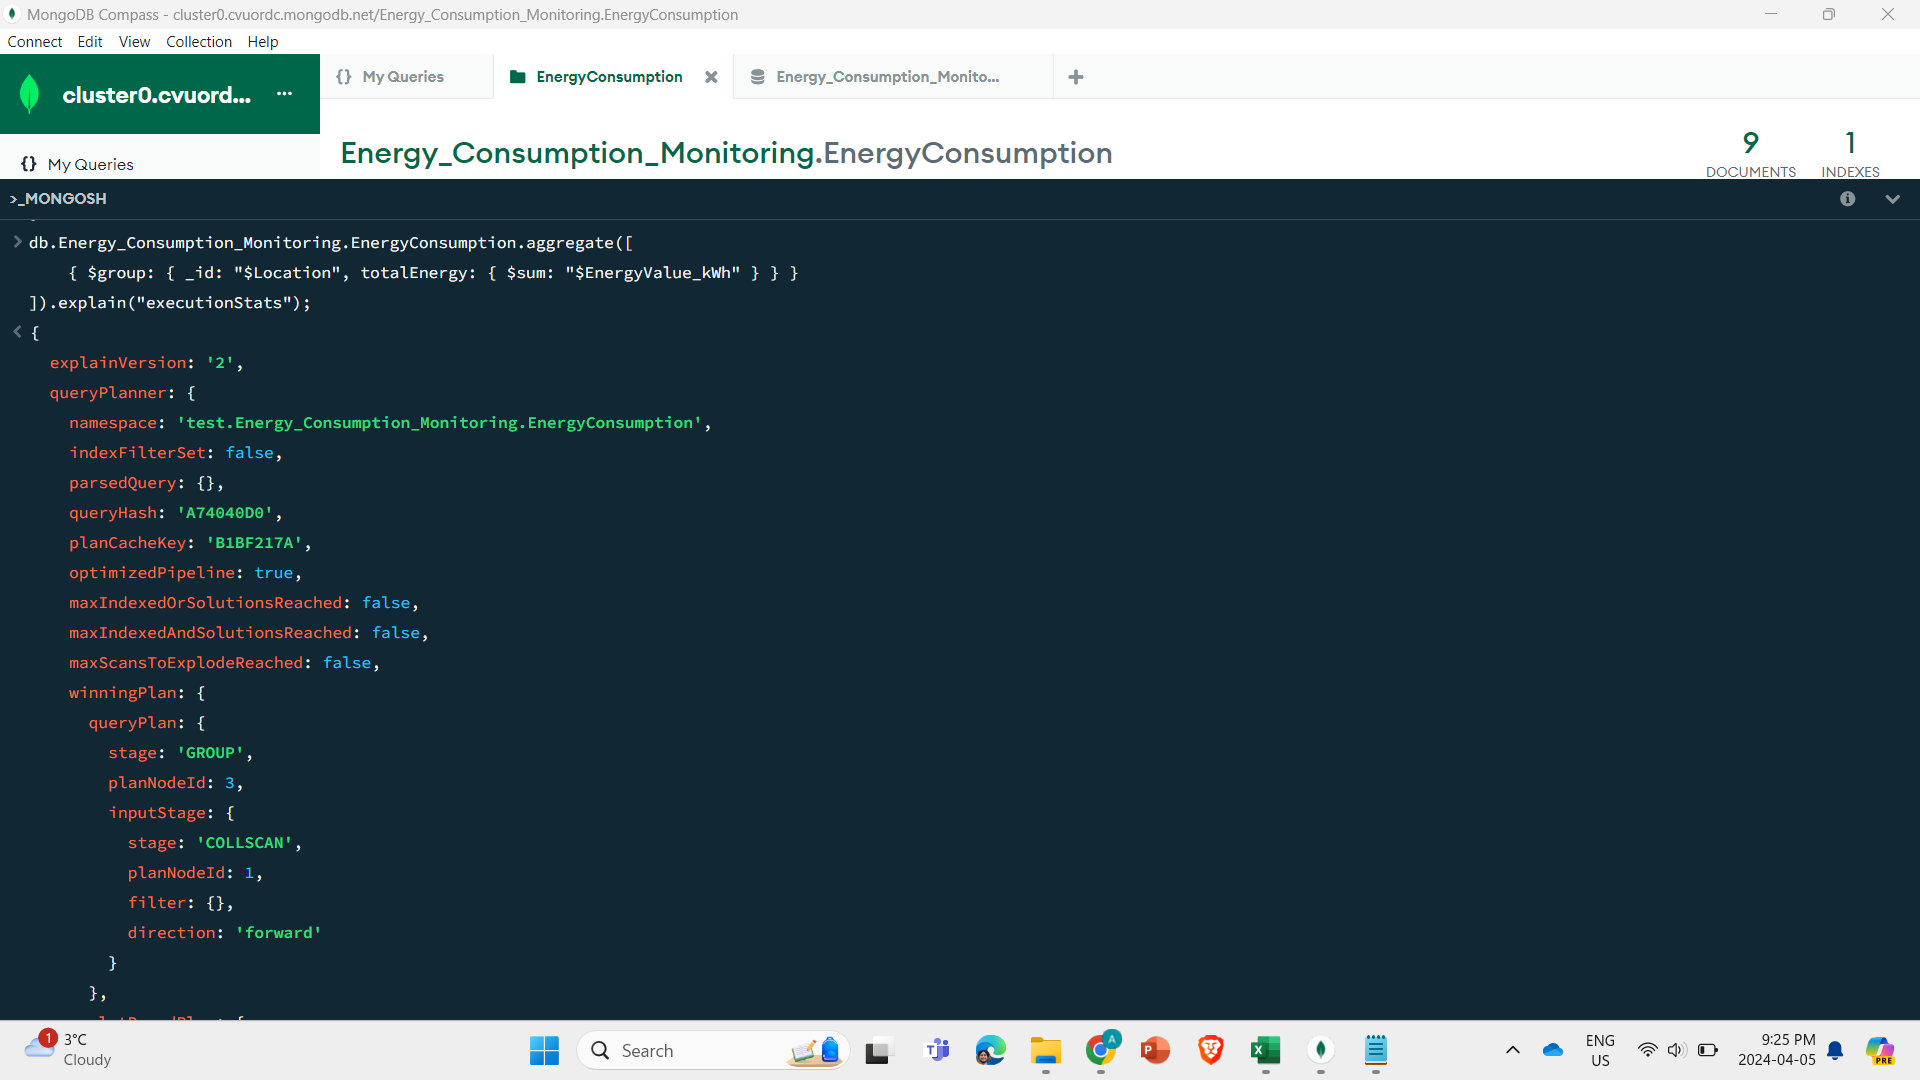 MongoDB Compass - cluster0.cvuordc.mongodb.net/Energy_Consumption_Monitoring.EnergyConsumption
Connect Edit View Collection Help
cluster0.cvuord... ...
{} My Queries
EnergyConsumption
Energy_Consumption_Monito...
{} My Queries
Energy_Consumption_Monitoring.EnergyConsumption
9
DOCUMENTS
1
INDEXES
>_MONGOSH
> db.Energy_Consumption_Monitoring.EnergyConsumption.aggregate([
{ $group: { _id: "$Location", totalEnergy: { $sum: "$EnergyValue_kWh" } } }
]).explain("executionStats");
< {
explainVersion: '2',
queryPlanner: {
namespace: 'test.Energy_Consumption_Monitoring.EnergyConsumption',
indexFilterSet: false,
parsedQuery: {},
queryHash: 'A74040D0',
planCacheKey: 'B1BF217A',
optimizedPipeline: true,
maxIndexedOrSolutionsReached: false,
maxIndexedAndSolutionsReached: false,
maxScansToExplodeReached: false,
winningPlan: {
queryPlan: {
stage: 'GROUP',
planNodeId: 3,
inputStage: {
stage: 'COLLSCAN',
planNodeId: 1,
filter: {},
direction: 'forward'
}
},
1
3°C
Cloudy
Search
A
ENG
US
9:25 PM
2024-04-05
PRE